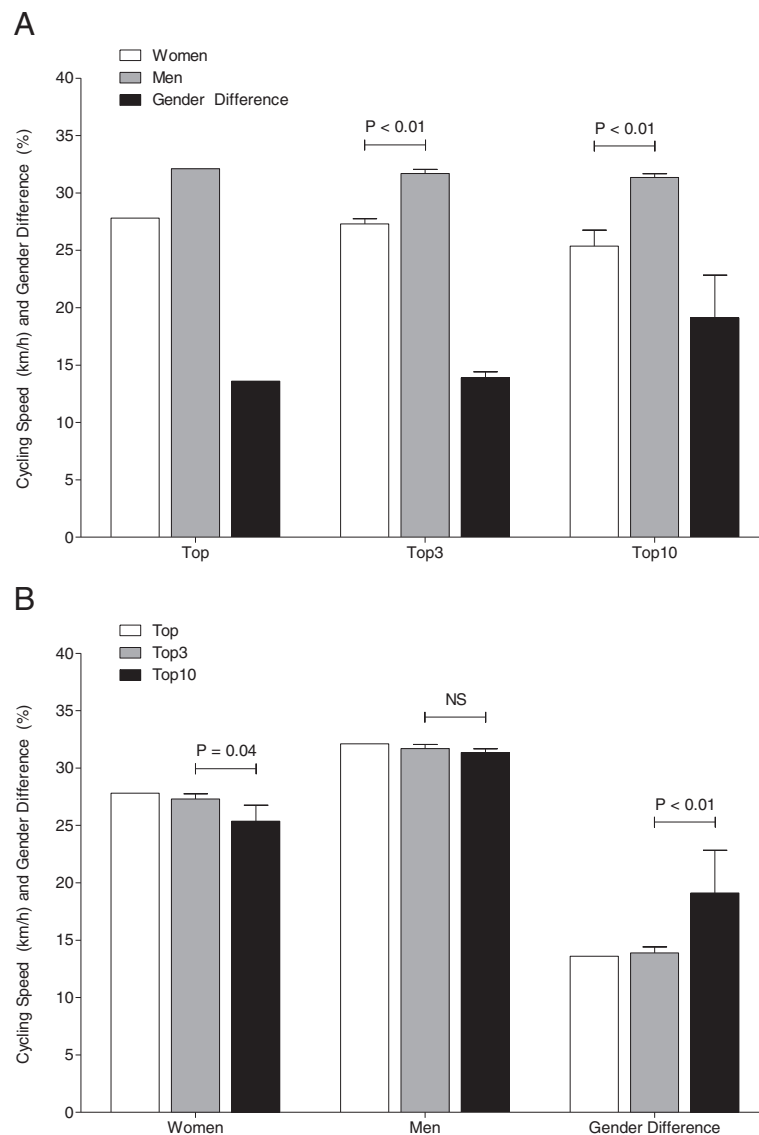 A
Women
Men
Gender Difference
Cycling Speed (km/h) and Gender Difference (%)
40
35
30
25
20
15
10
5
0
P < 0.01
P < 0.01
Top
Top3
Top10
B
Top
Top3
Top10
Cycling Speed (km/h) and Gender Difference (%)
40
35
30
25
20
15
10
5
0
P = 0.04
NS
P < 0.01
Women
Men
Gender Difference